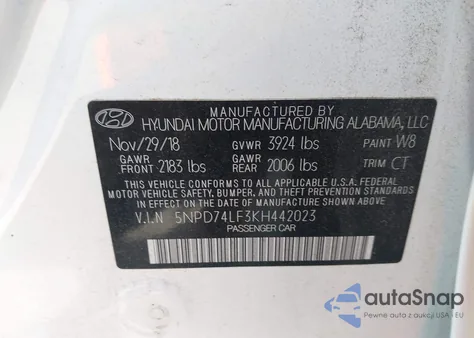 MANUFACTURED BY
HYUNDAI MOTOR MANUFACTURING ALABAMA, LLC
Nov/29/18 GVWR 3924 lbs PAINT W8
GAWR FRONT 2183 lbs GAWR REAR 2006 lbs TRIM CT
THIS VEHICLE CONFORMS TO ALL APPLICABLE FEDERAL
MOTOR VEHICLE SAFETY, BUMPER, AND THEFT PREVENTION STANDARDS
IN EFFECT ON THE DATE OF MANUFACTURE SHOWN ABOVE.
V.I.N 5NPD74LF3KH442023
PASSENGER CAR
autoSnap
Pewne auto z aukcji USA i EU